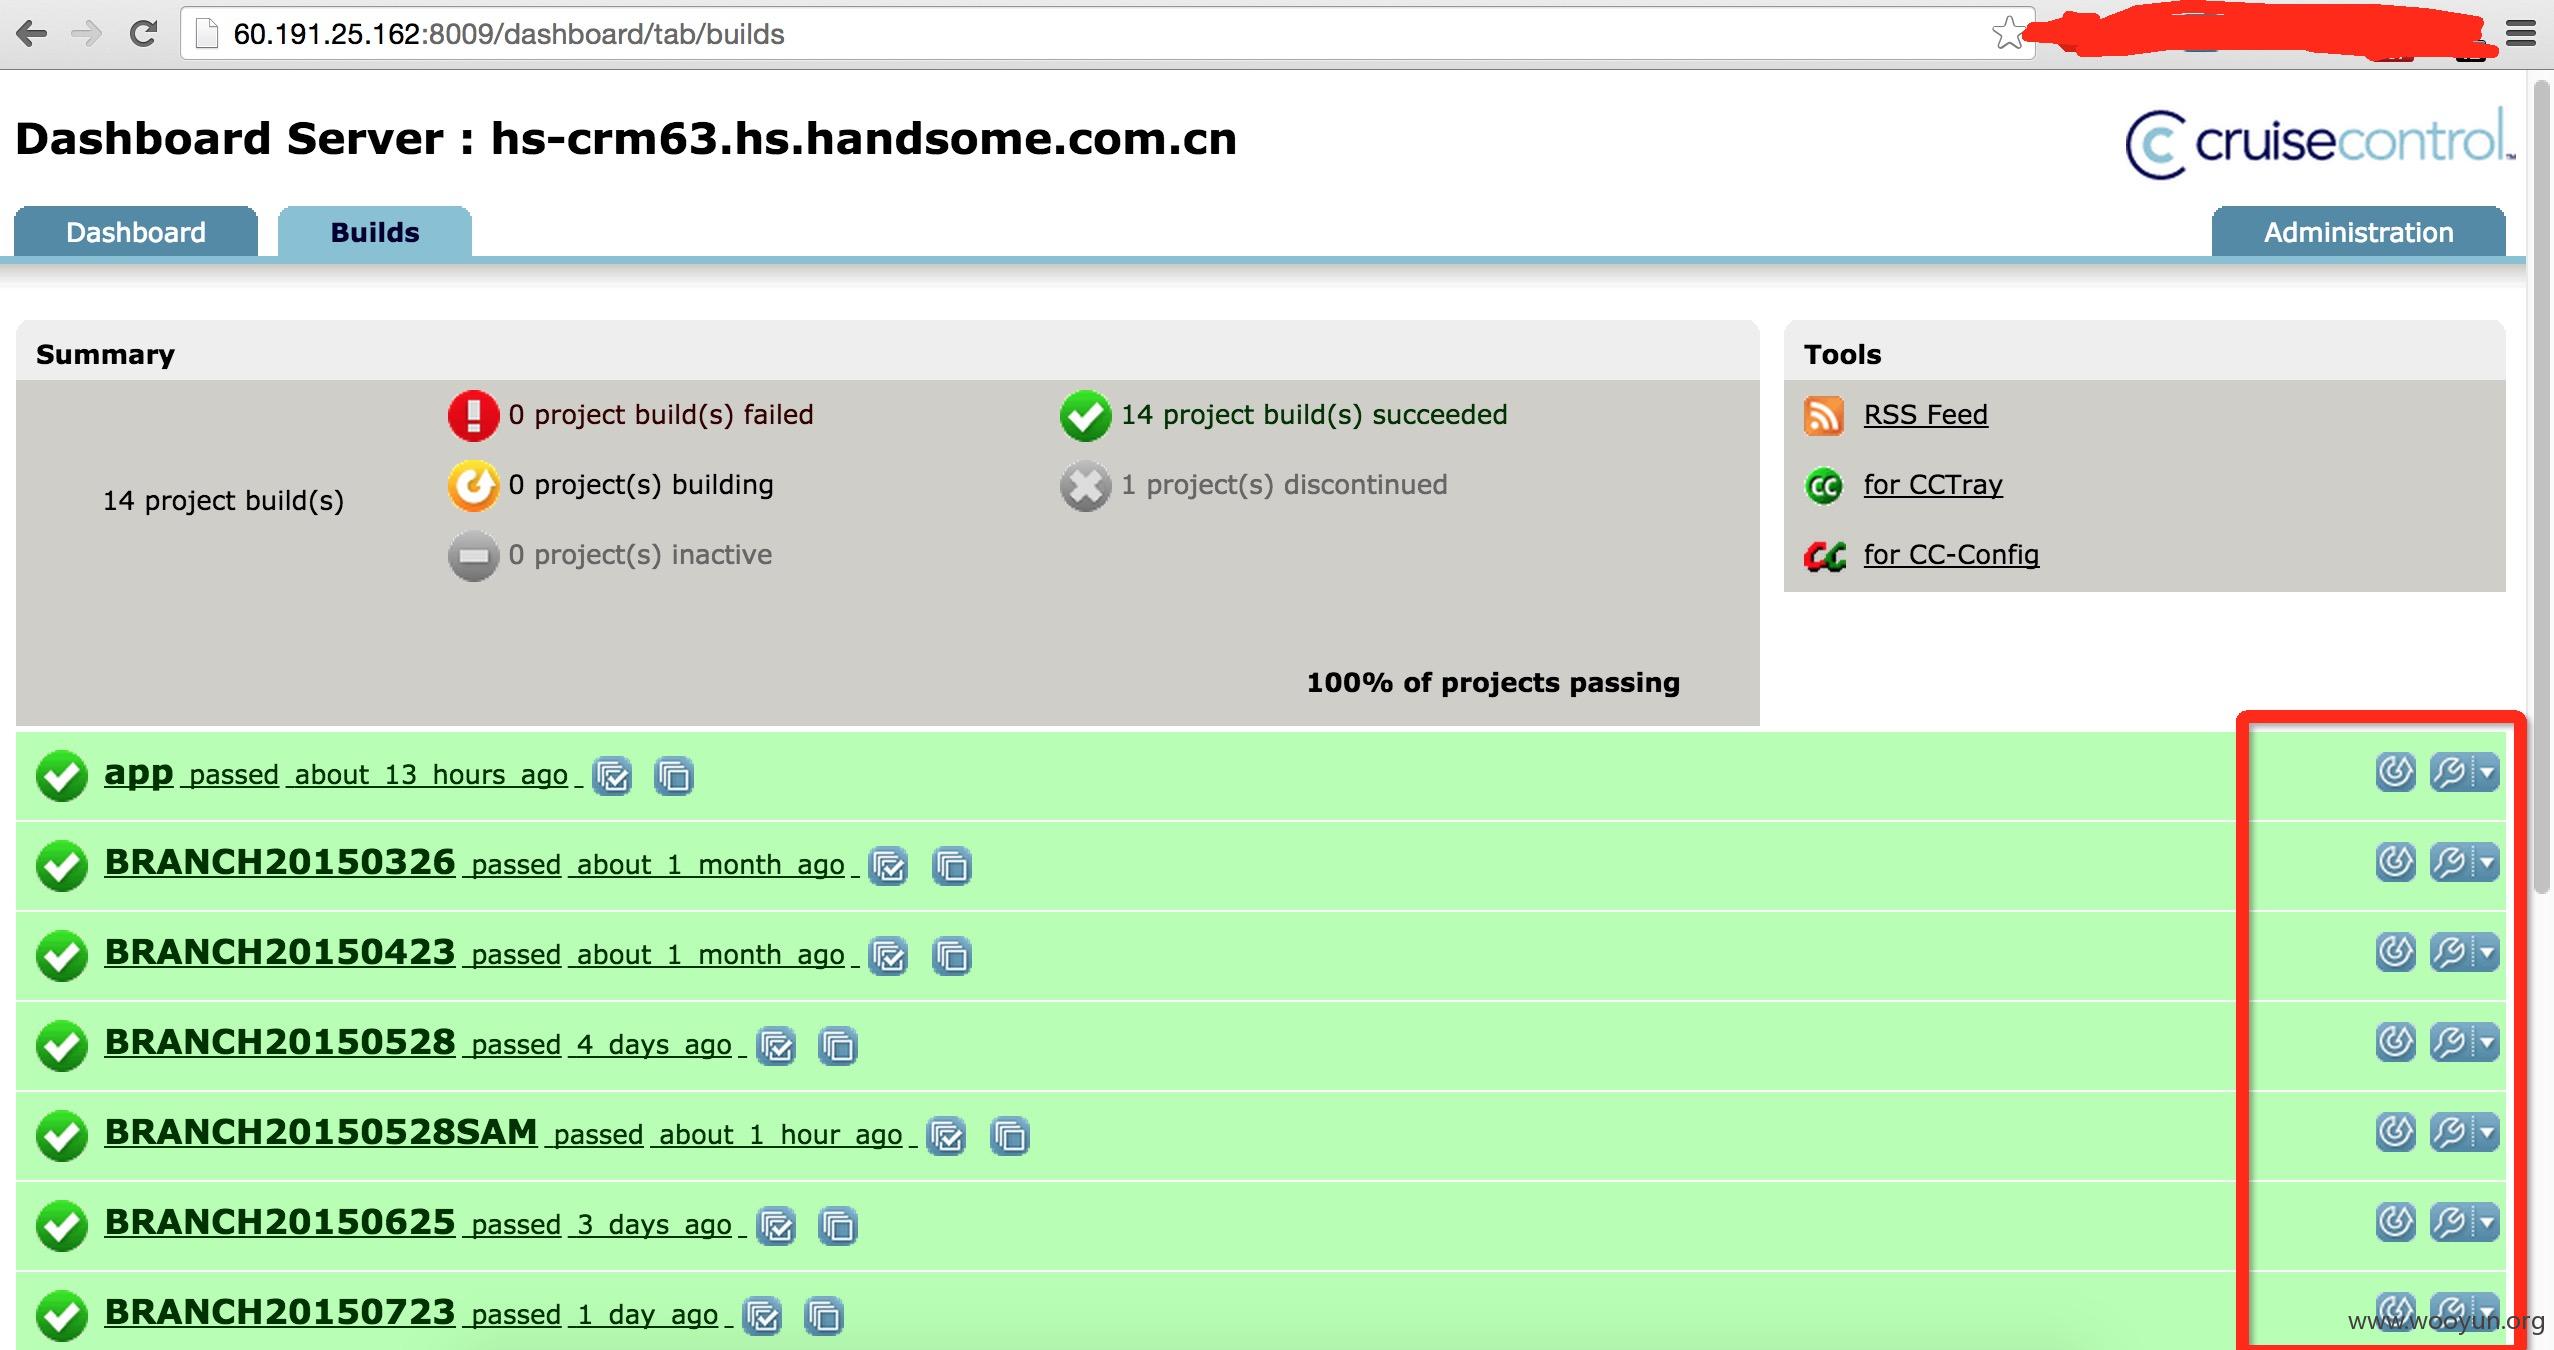 60.191.25.162:8009/dashboard/tab/builds
Dashboard Server : hs-crm63.hs.handsome.com.cn
cruisecontrol™
Dashboard
Builds
Administration
Summary
Tools
0 project build(s) failed
14 project build(s) succeeded
RSS Feed
14 project build(s)
0 project(s) building
1 project(s) discontinued
for CCTray
0 project(s) inactive
for CC-Config
100% of projects passing
app passed about 13 hours ago
BRANCH20150326 passed about 1 month ago
BRANCH20150423 passed about 1 month ago
BRANCH20150528 passed 4 days ago
BRANCH20150528SAM passed about 1 hour ago
BRANCH20150625 passed 3 days ago
BRANCH20150723 passed 1 day ago
www.wooyun.org